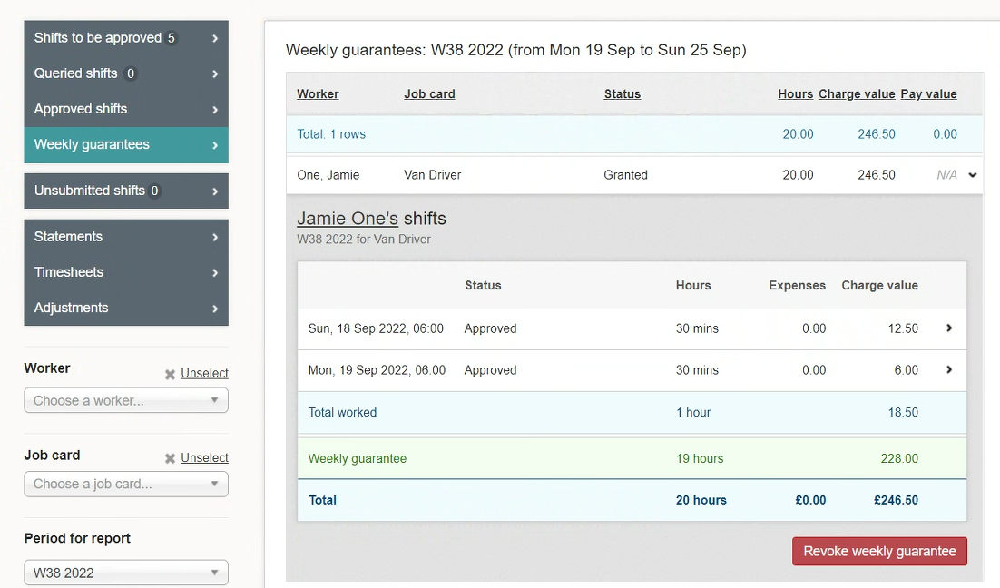 Shifts to be approved 5
Queried shifts 0
Approved shifts
Weekly guarantees
Unsubmitted shifts 0
Statements
Timesheets
Adjustments
Worker
Unselect
Choose a worker...
Job card
Unselect
Choose a job card...
Period for report
W38 2022
Weekly guarantees: W38 2022 (from Mon 19 Sep to Sun 25 Sep)
Worker Job card Status Hours Charge value Pay value
Total: 1 rows 20.00 246.50 0.00
One, Jamie Van Driver Granted 20.00 246.50 N/A
Jamie One's shifts
W38 2022 for Van Driver
Status Hours Expenses Charge value
Sun, 18 Sep 2022, 06:00 Approved 30 mins 0.00 12.50
Mon, 19 Sep 2022, 06:00 Approved 30 mins 0.00 6.00
Total worked 1 hour 18.50
Weekly guarantee 19 hours 228.00
Total 20 hours £0.00 £246.50
Revoke weekly guarantee